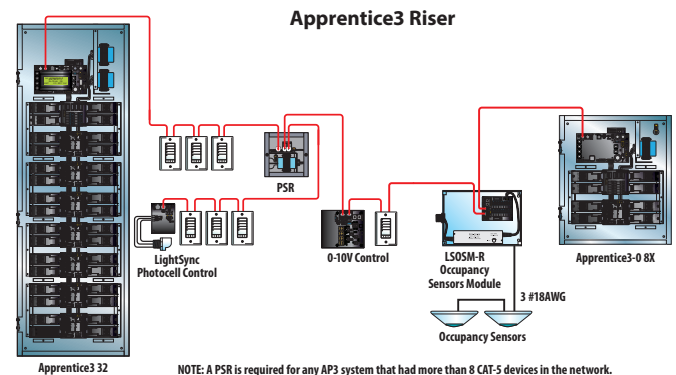 Apprentice3 Riser
PSR
LightSync
Photocell Control
0-10V Control
LSOSM-R
Occupancy
Sensors Module
Apprentice3-0 8X
3 #18AWG
Occupancy Sensors
Apprentice3 32
NOTE: A PSR is required for any AP3 system that had more than 8 CAT-5 devices in the network.